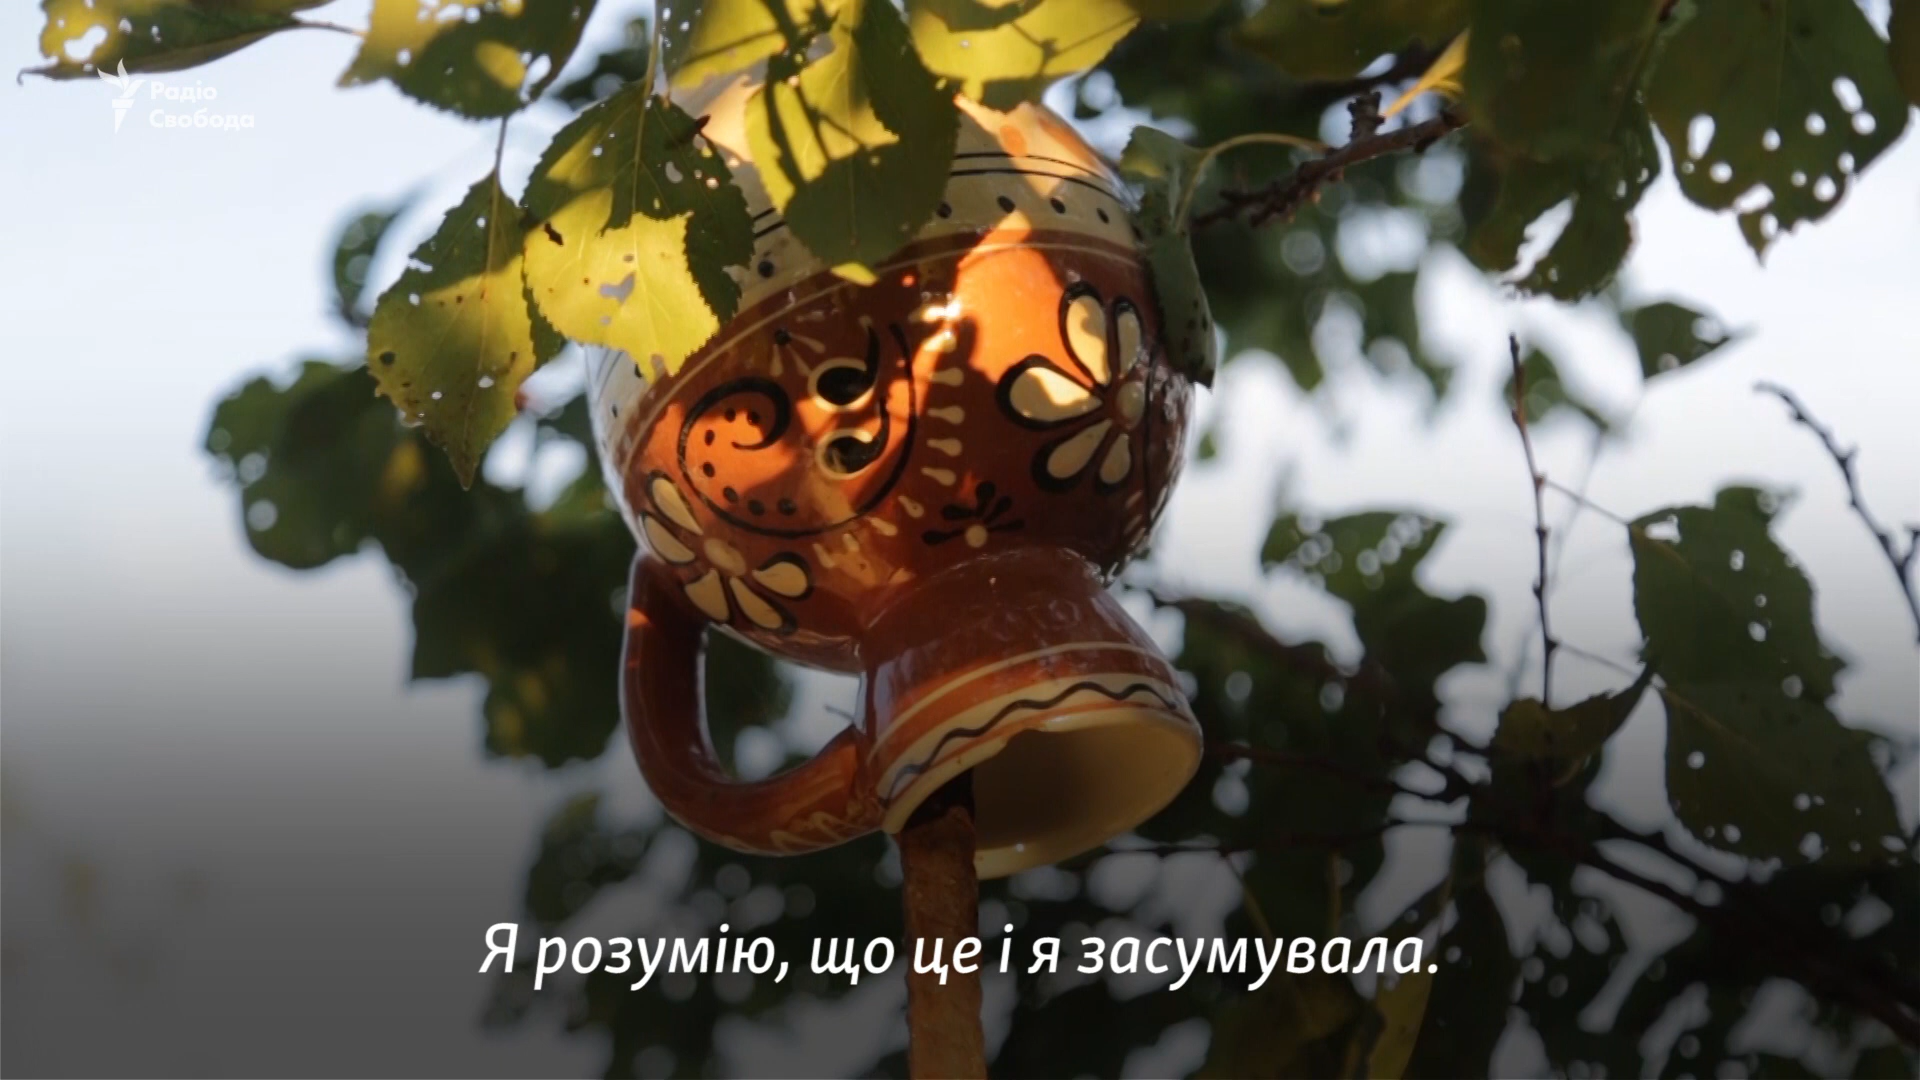 Радіо
Свобода
Я розумію, що це і я засумувала.